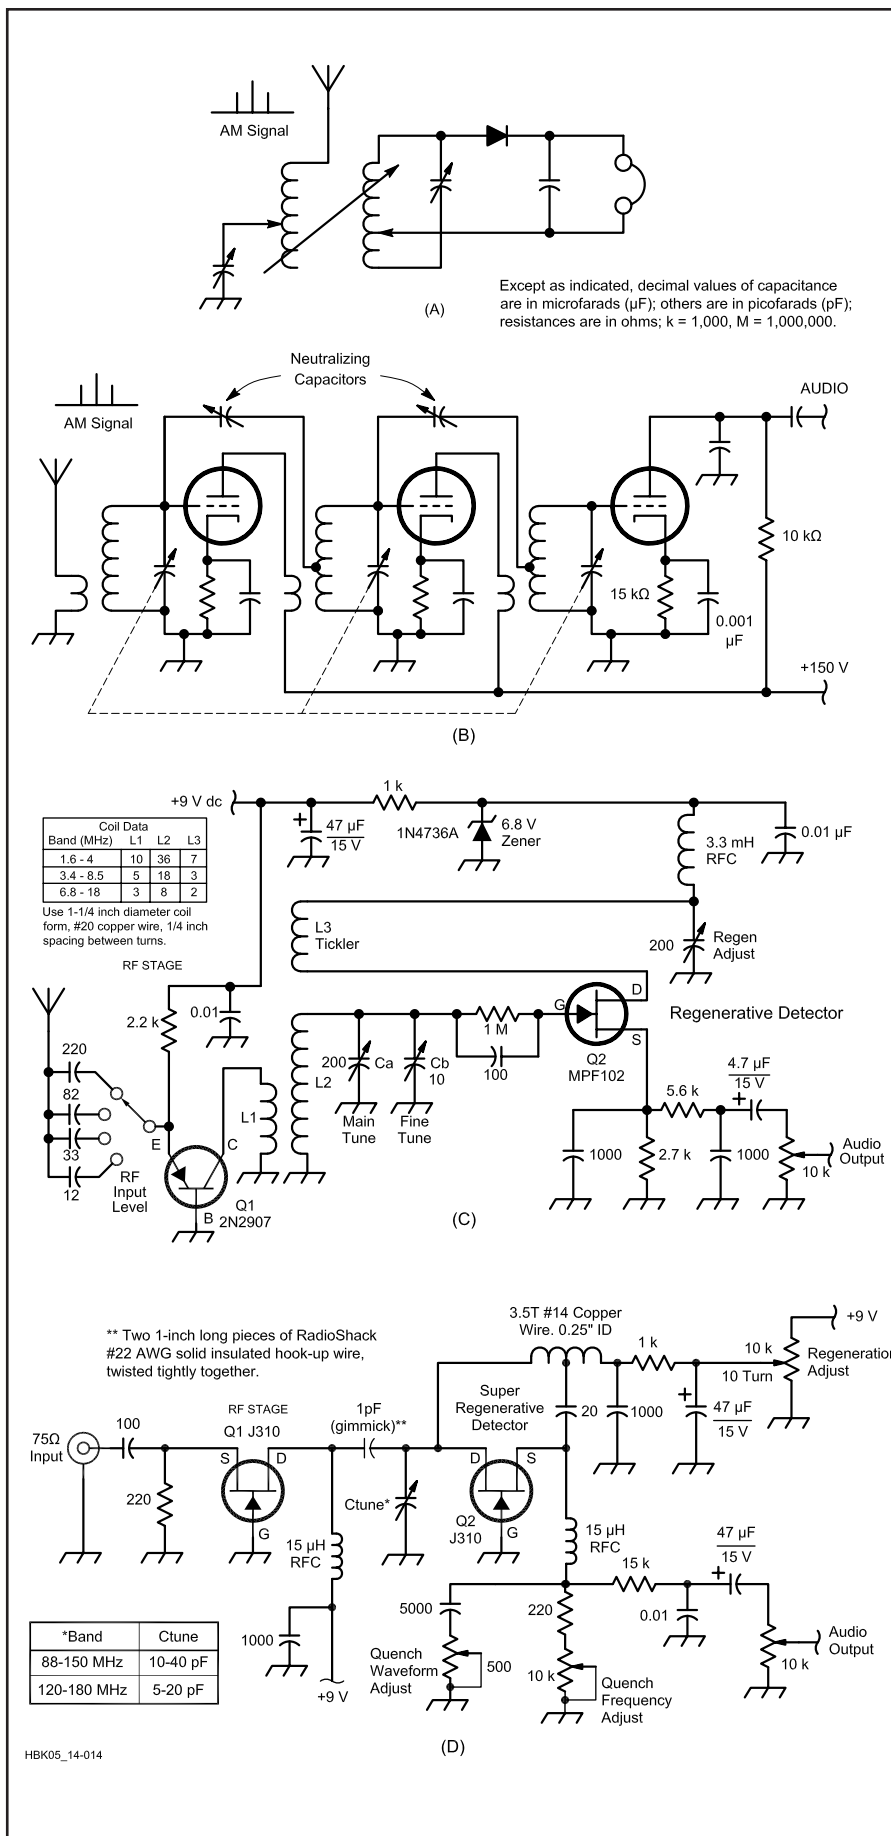 AM Signal
Except as indicated, decimal values of capacitance
are in microfarads (µF); others are in picofarads (pF);
resistances are in ohms; k = 1,000, M = 1,000,000.
(A)
Neutralizing
Capacitors
AM Signal
AUDIO
10 kΩ
15 kΩ
0.001
µF
+150 V
(B)
+9 V dc
1 k
+
47 µF
15 V
1N4736A
6.8 V
Zener
3.3 mH
RFC
0.01 µF
Coil Data
Band (MHz) L1 L2 L3
1.6 - 4 10 36 7
3.4 - 8.5 5 18 3
6.8 - 18 3 8 2
Use 1-1/4 inch diameter coil
form, #20 copper wire, 1/4 inch
spacing between turns.
L3
Tickler
200
Regen
Adjust
RF STAGE
2.2 k
0.01
220
82
33
12
RF
Input
Level
E
C
B
Q1
2N2907
L1
L2
200
Ca
Main
Tune
Cb
10
Fine
Tune
1 M
100
G
D
S
Q2
MPF102
Regenerative Detector
5.6 k
4.7 µF
15 V
+
1000
2.7 k
1000
10 k
Audio
Output
(C)
** Two 1-inch long pieces of RadioShack
#22 AWG solid insulated hook-up wire,
twisted tightly together.
3.5T #14 Copper
Wire. 0.25" ID
+9 V
1 k
10 k
10 Turn
Regeneration
Adjust
RF STAGE
Q1 J310
1pF
(gimmick)**
Super
Regenerative
Detector
20
1000
+
47 µF
15 V
75Ω
Input
100
220
S
D
G
15 µH
RFC
1000
+9 V
Ctune*
D
S
Q2
J310
G
15 µH
RFC
15 k
47 µF
15 V
+
5000
220
0.01
Quench
Waveform
Adjust
500
10 k
Quench
Frequency
Adjust
10 k
Audio
Output
*Band Ctune
88-150 MHz 10-40 pF
120-180 MHz 5-20 pF
(D)
HBK05_14-014